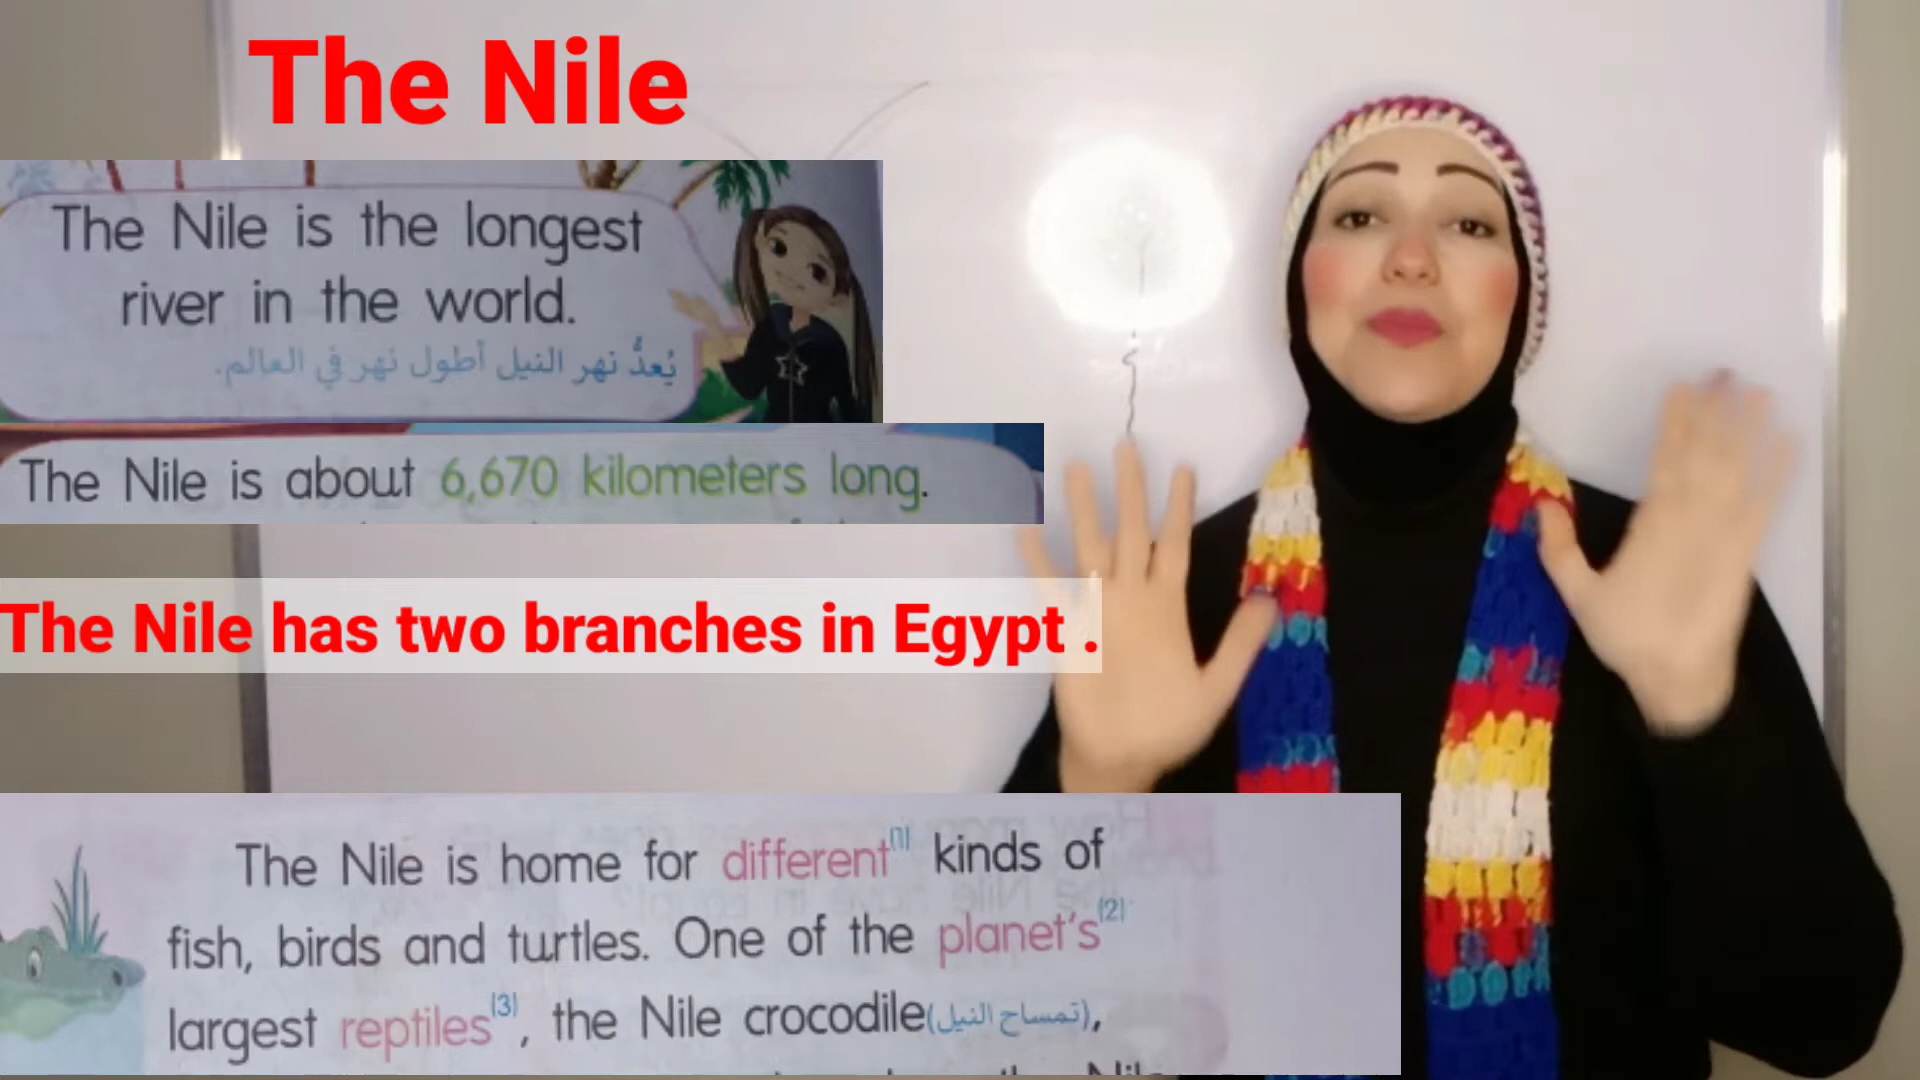 The Nile
The Nile is the longest
river in the world.
يُعدُّ نهر النيل أطول نهر في العالم.
The Nile is about 6,670 kilometers long.
The Nile has two branches in Egypt .
The Nile is home for different[1] kinds of
fish, birds and turtles. One of the planet's[2]
largest reptiles[3], the Nile crocodile(تمساح النيل),